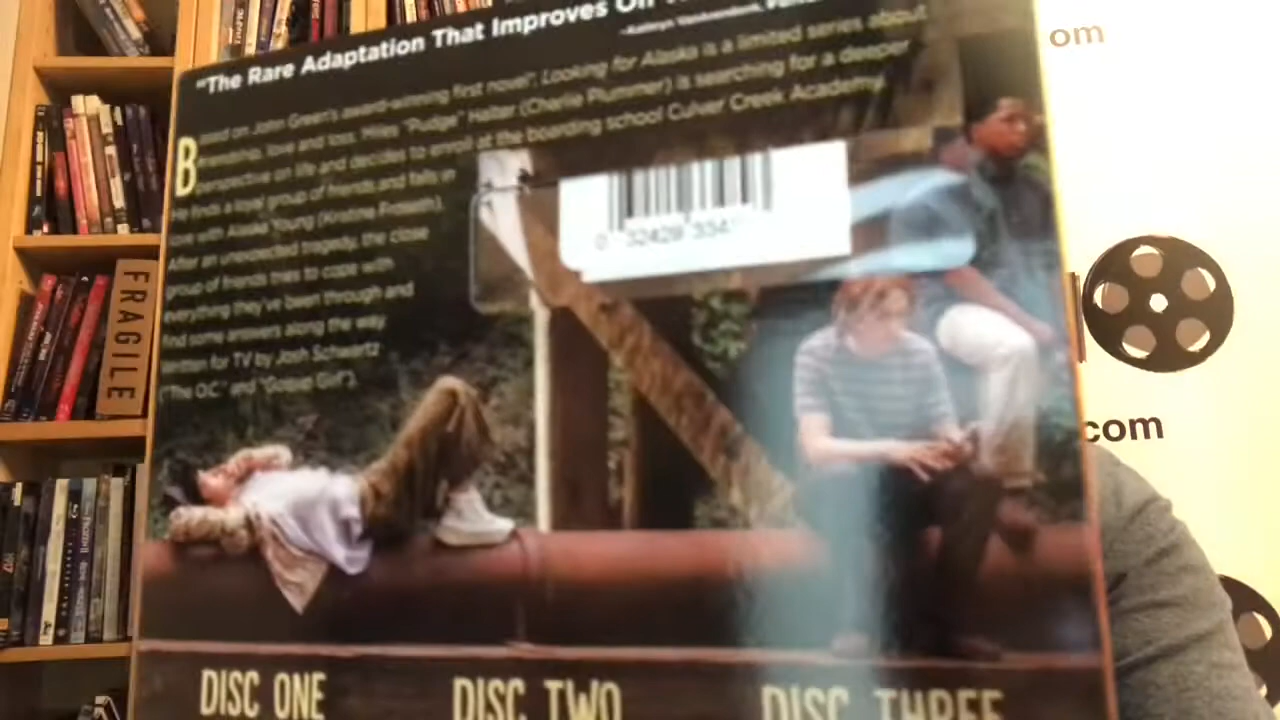 "The Rare Adaptation That Improves On
om
Based on John Green's award-winning first novel", Looking for Alaska is a limited series about
friendship, love and loss. Miles "Pudge" Halter (Charlie Plummer) is searching for a deeper
perspective on life and decides to enroll at the boarding school Culver Creek Academy.
He finds a loyal group of friends and falls in
love with Alaska Young (Kristine Froseth).
After an unexpected tragedy, the close
group of friends tries to cope with
everything they've been through and
find some answers along the way.
Written for TV by Josh Schwartz
("The O.C." and "Gossip Girl").
0 32429
FRAGILE
com
DISC ONE
DISC TWO
DISC THREE